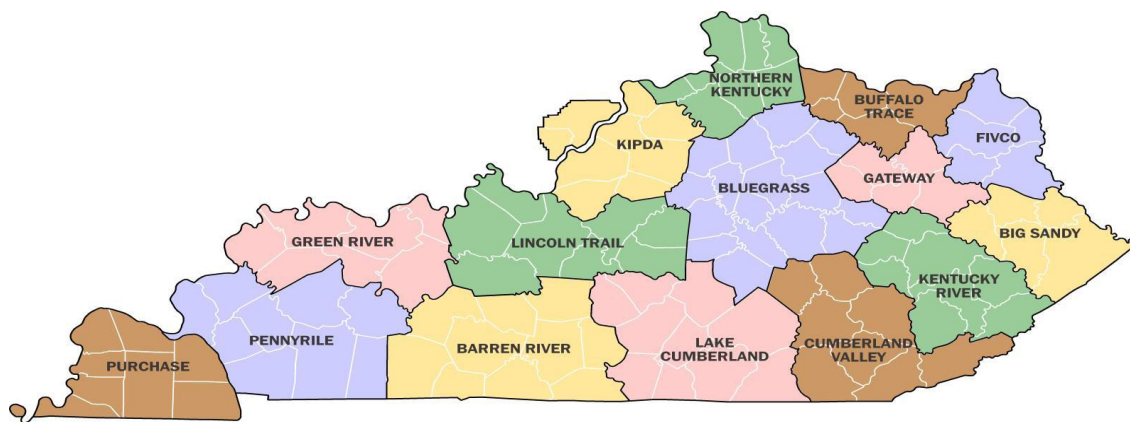 NORTHERN
KENTUCKY
BUFFALO
TRACE
FIVCO
KIPDA
GATEWAY
BLUEGRASS
BIG SANDY
GREEN RIVER
LINCOLN TRAIL
KENTUCKY
RIVER
PENNYRILE
BARREN RIVER
LAKE
CUMBERLAND
CUMBERLAND
VALLEY
PURCHASE